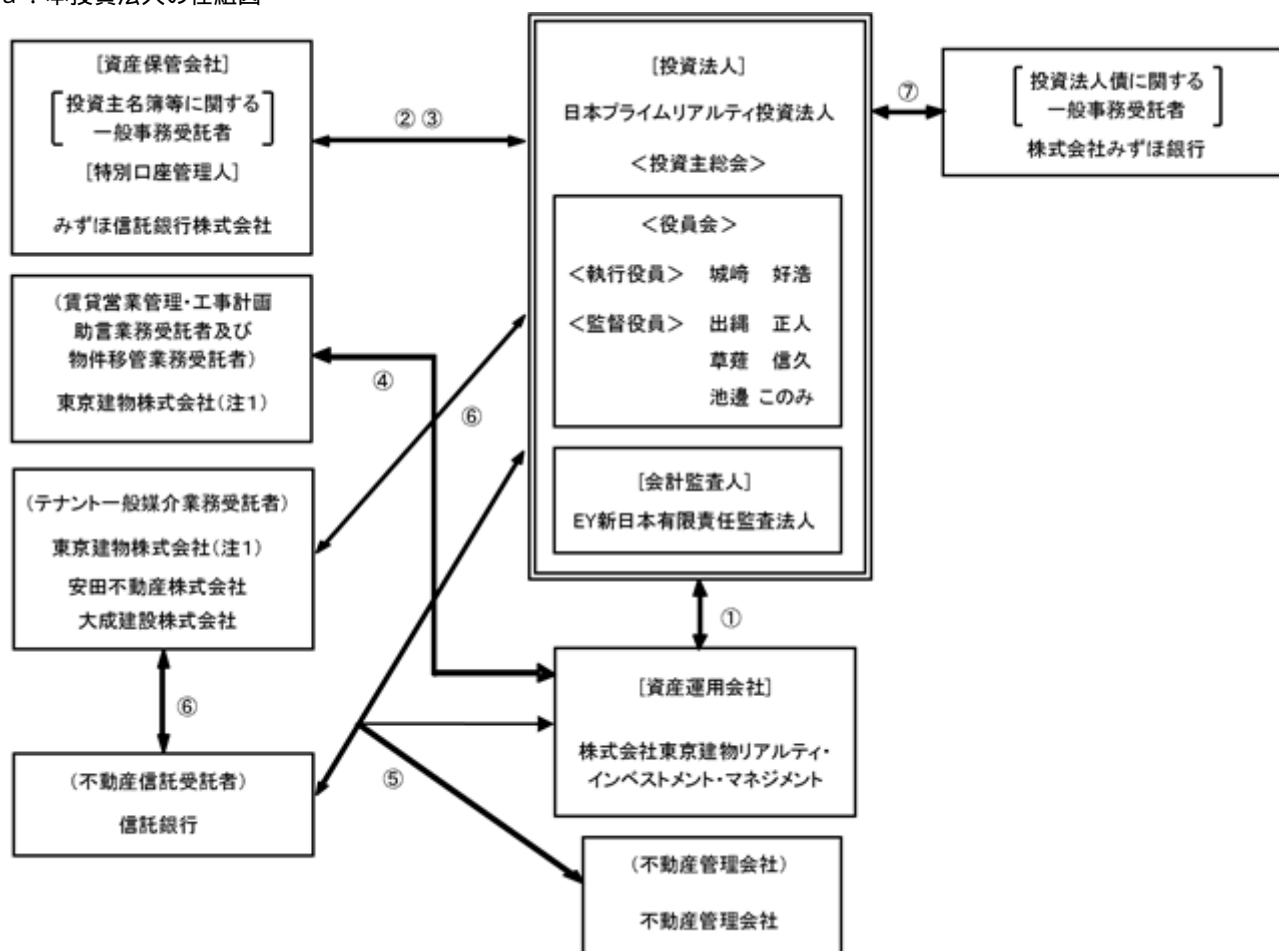 a．本投資法人の仕組図
[資産保管会社]
投資主名簿等に関する
一般事務受託者
[特別口座管理人]
みずほ信託銀行株式会社
② ③
[投資法人]
日本プライムリアルティ投資法人
＜投資主総会＞
＜役員会＞
＜執行役員＞ 城﨑 好浩
＜監督役員＞ 出縄 正人
草薙 信久
池邊 このみ
[会計監査人]
EY新日本有限責任監査法人
⑦
投資法人債に関する
一般事務受託者
株式会社みずほ銀行
(賃貸営業管理・工事計画
助言業務受託者及び
物件移管業務受託者)
東京建物株式会社(注1)
④
⑥
(テナント一般媒介業務受託者)
東京建物株式会社(注1)
安田不動産株式会社
大成建設株式会社
⑥
(不動産信託受託者)
信託銀行
①
[資産運用会社]
株式会社東京建物リアルティ・
インベストメント・マネジメント
⑤
(不動産管理会社)
不動産管理会社